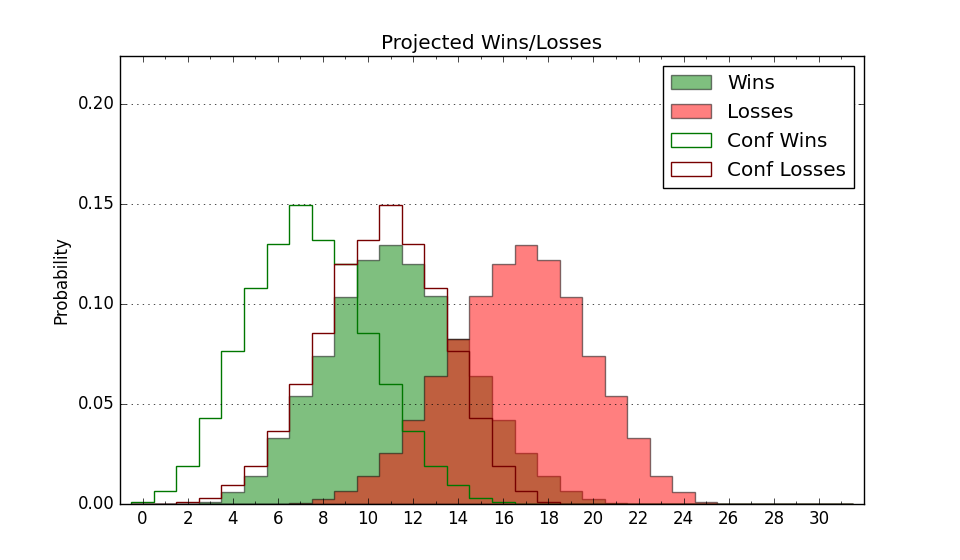 Projected Wins/Losses
Wins
Losses
Conf Wins
Conf Losses
Probability
0.20
0.15
0.10
0.05
0.00
0 2 4 6 8 10 12 14 16 18 20 22 24 26 28 30